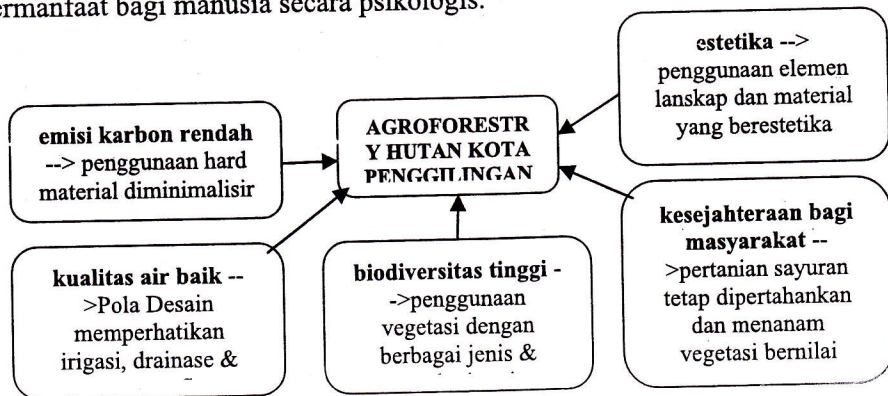 ermanfaat bagi manusia secara psikologis.
estetika -->
penggunaan elemen
lanskap dan material
yang berestetika
emisi karbon rendah
--> penggunaan hard
material diminimalisir
AGROFORESTR
Y HUTAN KOTA
PENGGILINGAN
kualitas air baik --
>Pola Desain
memperhatikan
irigasi, drainase &
biodiversitas tinggi -
->penggunaan
vegetasi dengan
berbagai jenis &
kesejahteraan bagi
masyarakat --
>pertanian sayuran
tetap dipertahankan
dan menanam
vegetasi bernilai